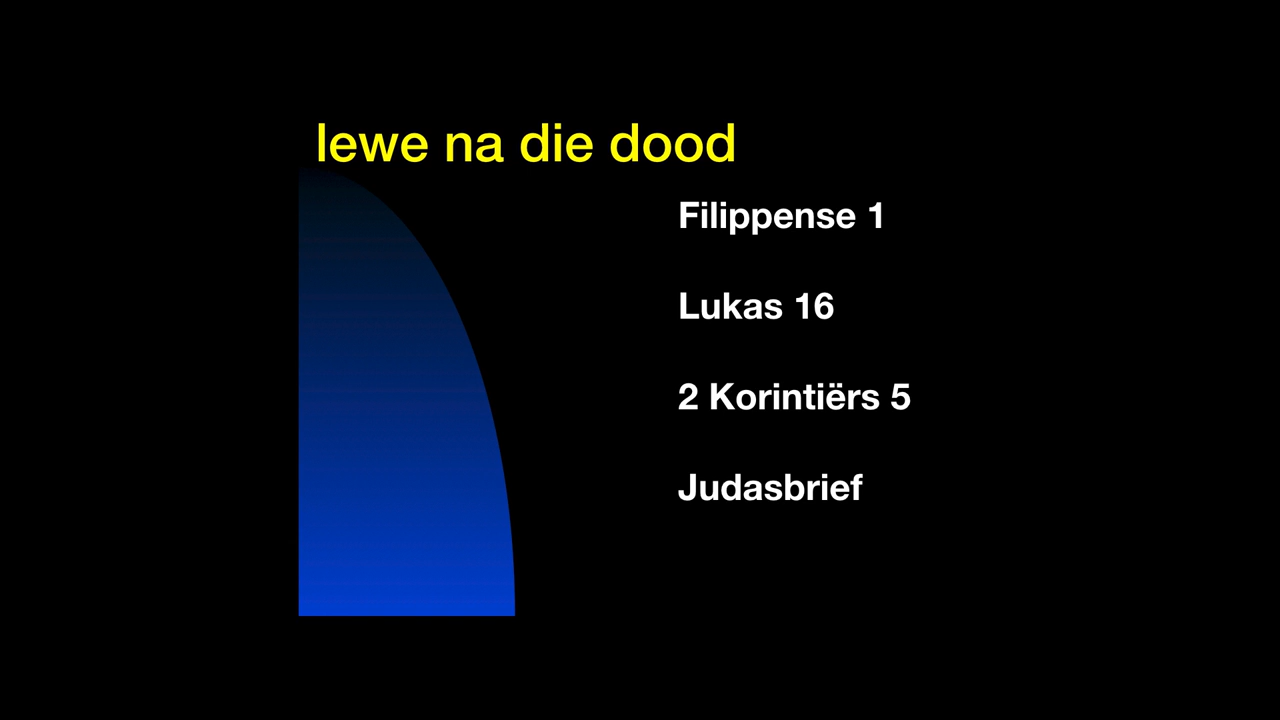 lewe na die dood
Filippense 1
Lukas 16
2 Korintiërs 5
Judasbrief